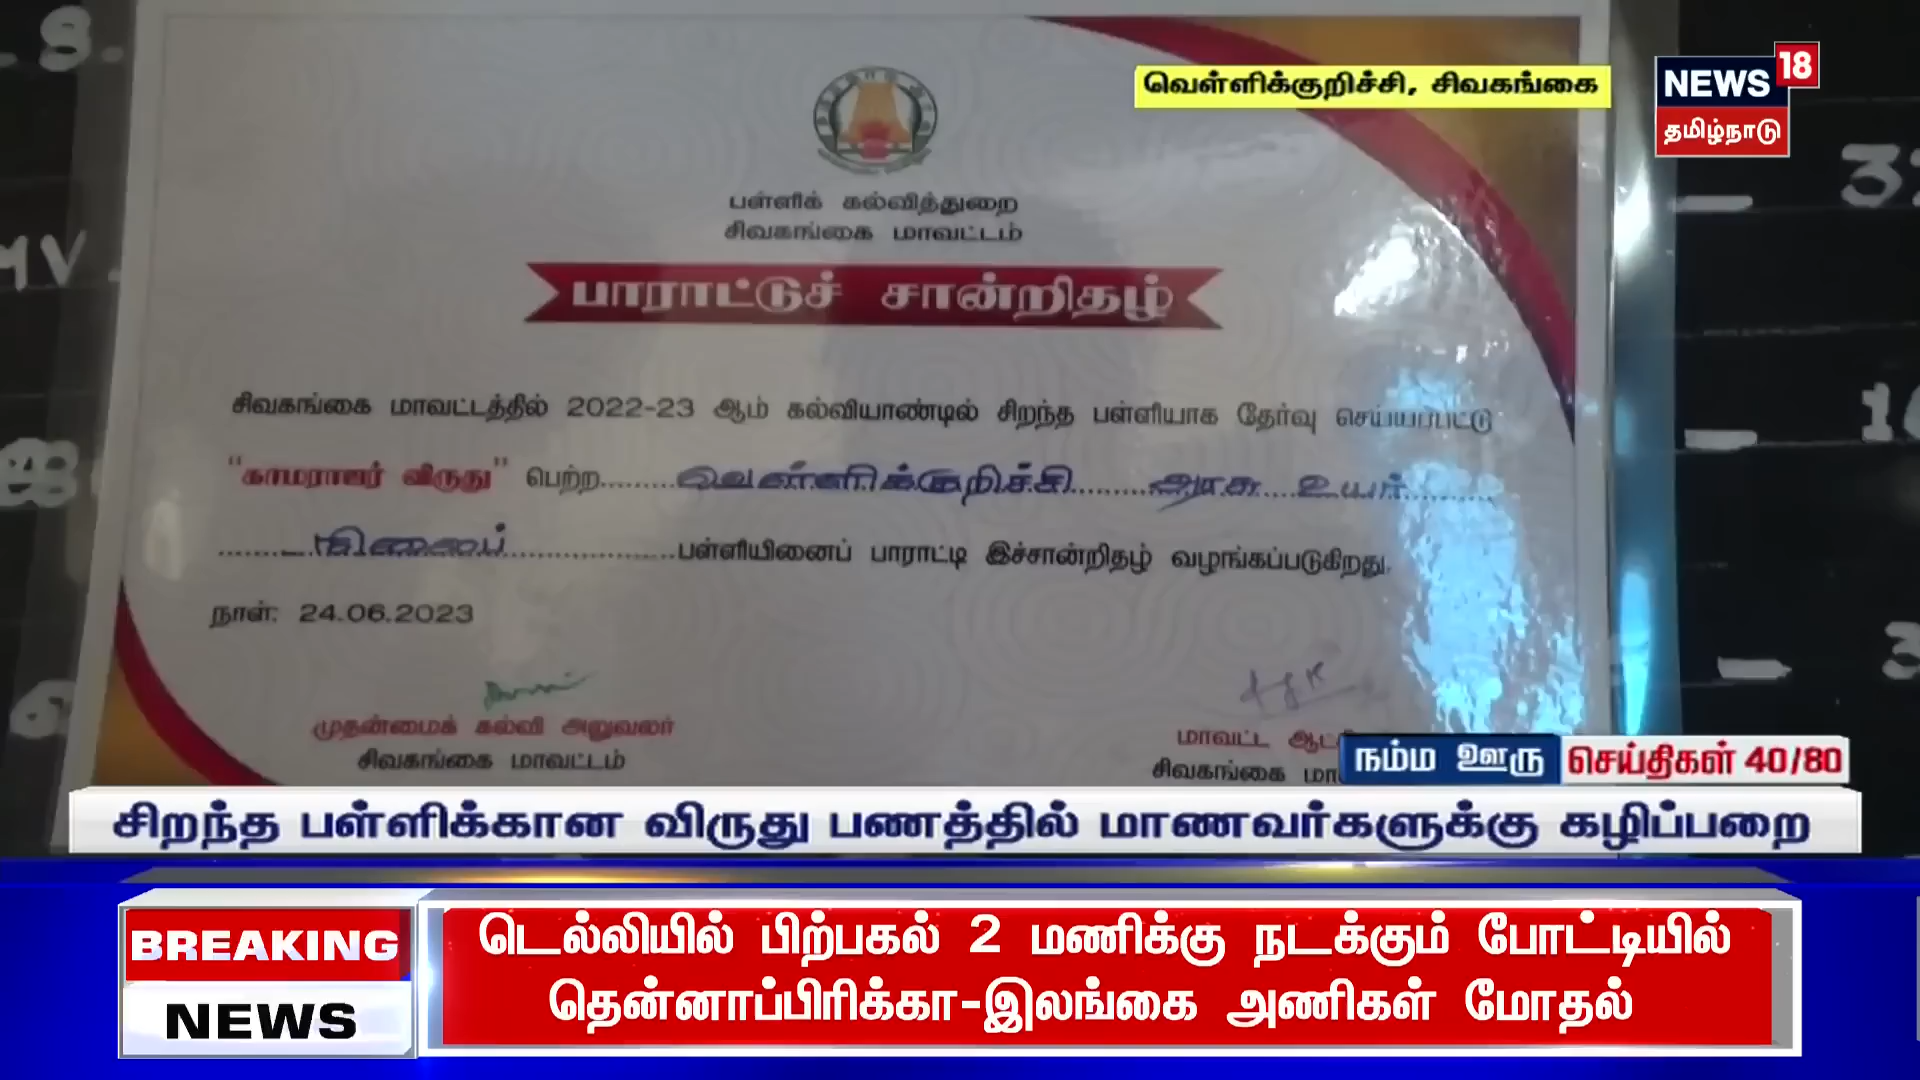 வெள்ளிக்குறிச்சி, சிவகங்கை
NEWS 18
தமிழ்நாடு
பள்ளிக் கல்வித்துறை
சிவகங்கை மாவட்டம்
பாராட்டுச் சான்றிதழ்
சிவகங்கை மாவட்டத்தில் 2022-23 ஆம் கல்வியாண்டில் சிறந்த பள்ளியாக தேர்வு செய்யப்பட்டு
"காமராஜர் விருது" பெற்ற.........வெள்ளிக்குறிச்சி.........அரசு....உயர்.........
.........நிலைப்..................பள்ளியினைப் பாராட்டி இச்சான்றிதழ் வழங்கப்படுகிறது.
நாள்: 24.06.2023
முதன்மைக் கல்வி அலுவலர்
சிவகங்கை மாவட்டம்
மாவட்ட ஆட்
சிவகங்கை மா
நம்ம ஊரு செய்திகள் 40/80
சிறந்த பள்ளிக்கான விருது பணத்தில் மாணவர்களுக்கு கழிப்பறை
BREAKING
NEWS
டெல்லியில் பிற்பகல் 2 மணிக்கு நடக்கும் போட்டியில்
தென்னாப்பிரிக்கா-இலங்கை அணிகள் மோதல்